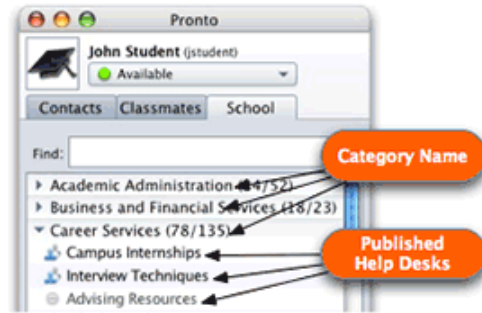 Pronto
John Student (jstudent)
Available
Contacts Classmates School
Find:
Category Name
Academic Administration 4/52)
Business and Financial Services (18/23)
Career Services (78/135)
Published
Help Desks
Campus Internships
Interview Techniques
Advising Resources